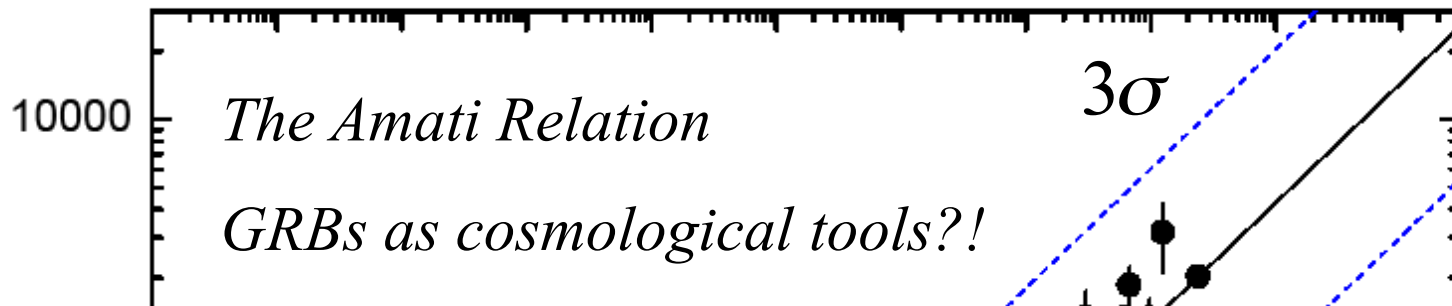 3σ
10000
The Amati Relation
GRBs as cosmological tools?!